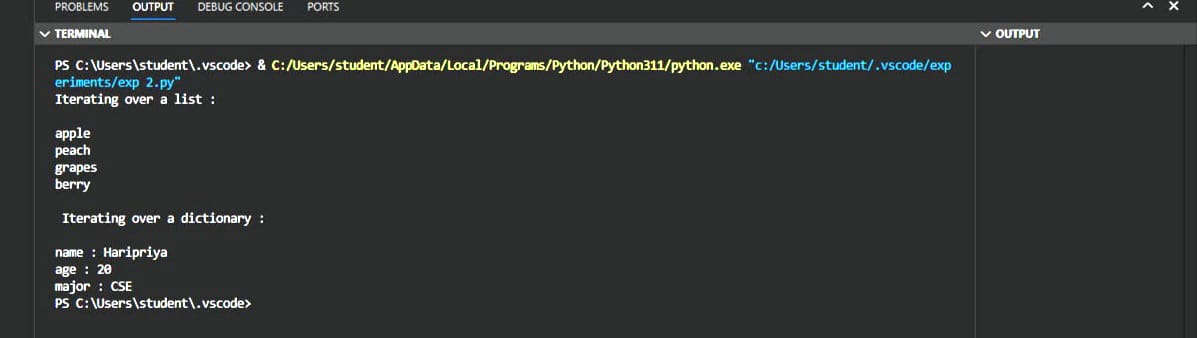 PROBLEMS OUTPUT DEBUG CONSOLE PORTS
TERMINAL
OUTPUT
PS C:\Users\student\.vscode> & C:/Users/student/AppData/Local/Programs/Python/Python311/python.exe "c:/Users/student/.vscode/exp
eriments/exp 2.py"
Iterating over a list :
apple
peach
grapes
berry
Iterating over a dictionary :
name : Haripriya
age : 20
major : CSE
PS C:\Users\student\.vscode>